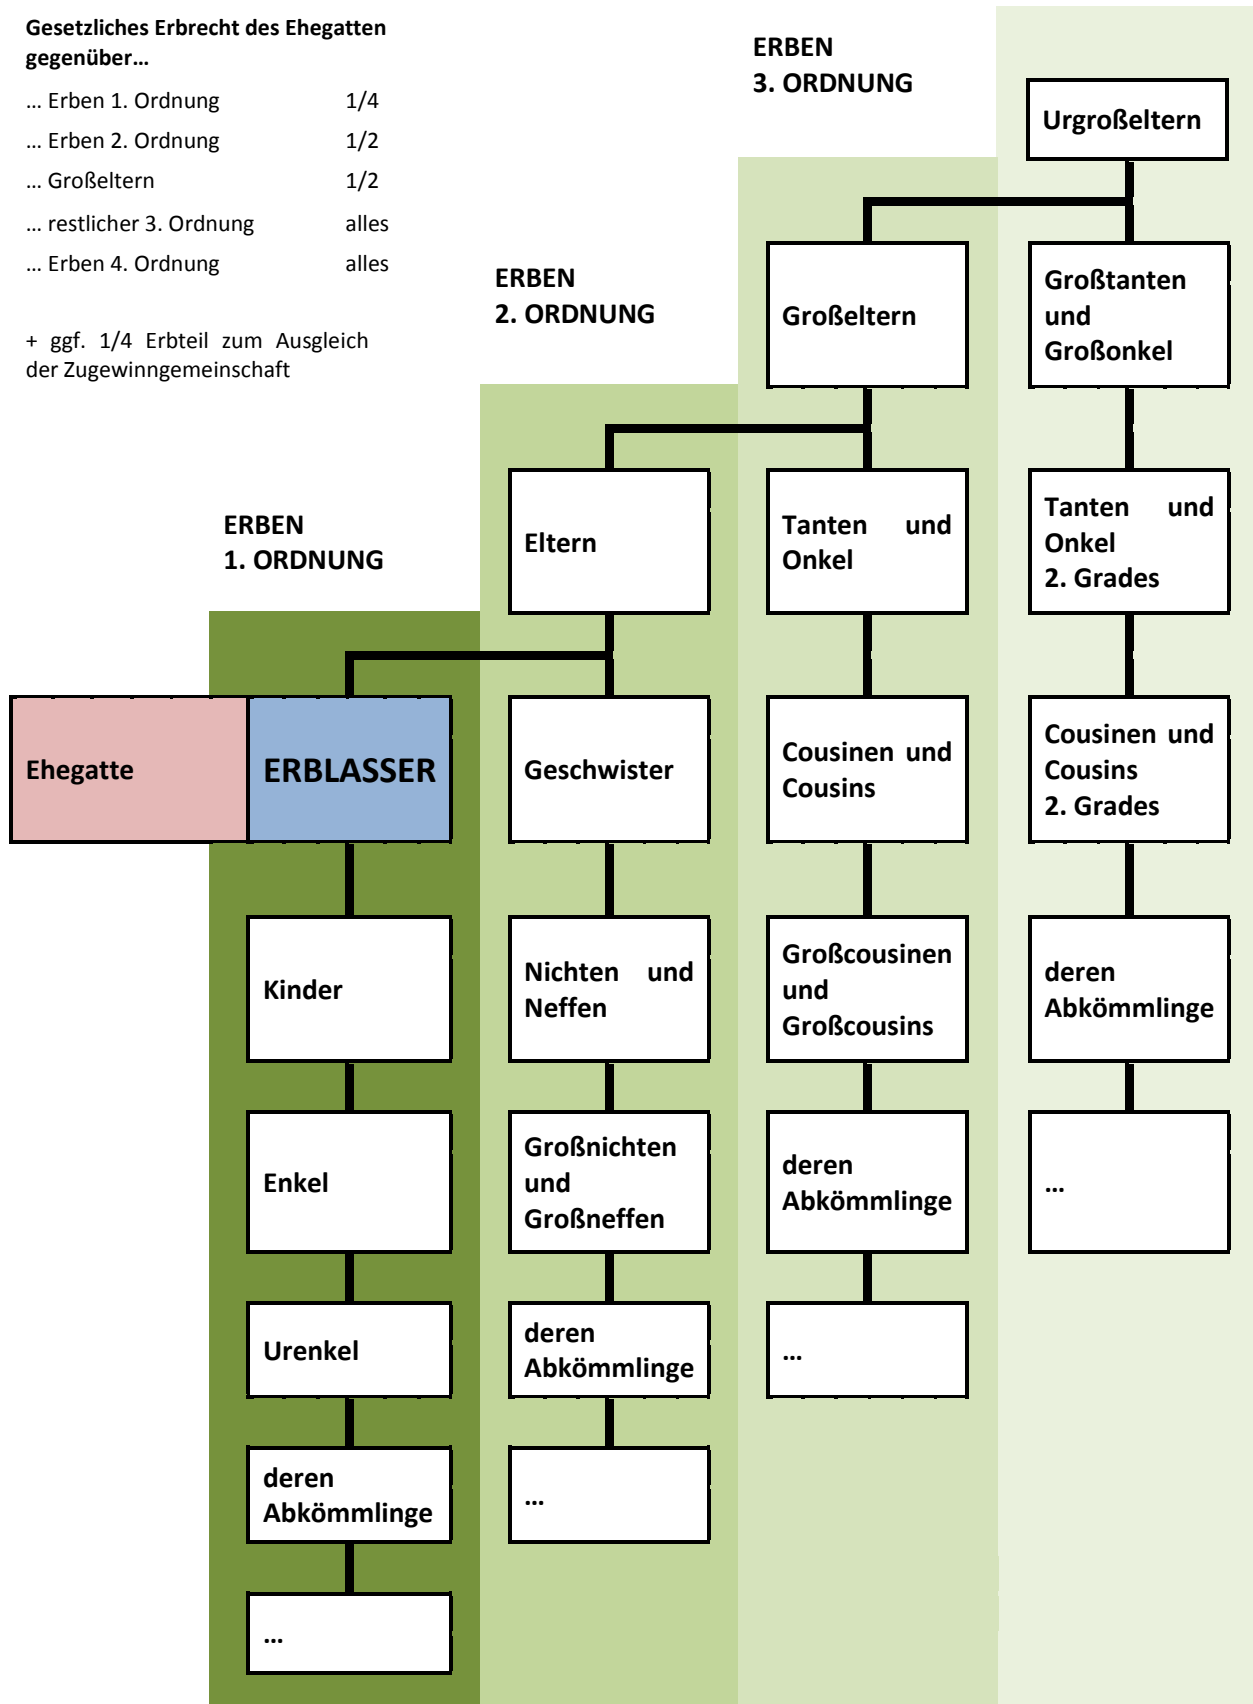 Gesetzliches Erbrecht des Ehegatten
gegenüber...
... Erben 1. Ordnung 1/4
... Erben 2. Ordnung 1/2
... Großeltern 1/2
... restlicher 3. Ordnung alles
... Erben 4. Ordnung alles
+ ggf. 1/4 Erbteil zum Ausgleich
der Zugewinngemeinschaft
ERBEN
1. ORDNUNG
Ehegatte
ERBLASSER
Kinder
Enkel
Urenkel
deren
Abkömmlinge
...
ERBEN
2. ORDNUNG
Eltern
Geschwister
Nichten und
Neffen
Großnichten
und
Großneffen
deren
Abkömmlinge
...
ERBEN
3. ORDNUNG
Großeltern
Tanten und
Onkel
Cousinen und
Cousins
Großcousinen
und
Großcousins
deren
Abkömmlinge
...
Urgroßeltern
Großtanten
und
Großonkel
Tanten und
Onkel
2. Grades
Cousinen und
Cousins
2. Grades
deren
Abkömmlinge
...